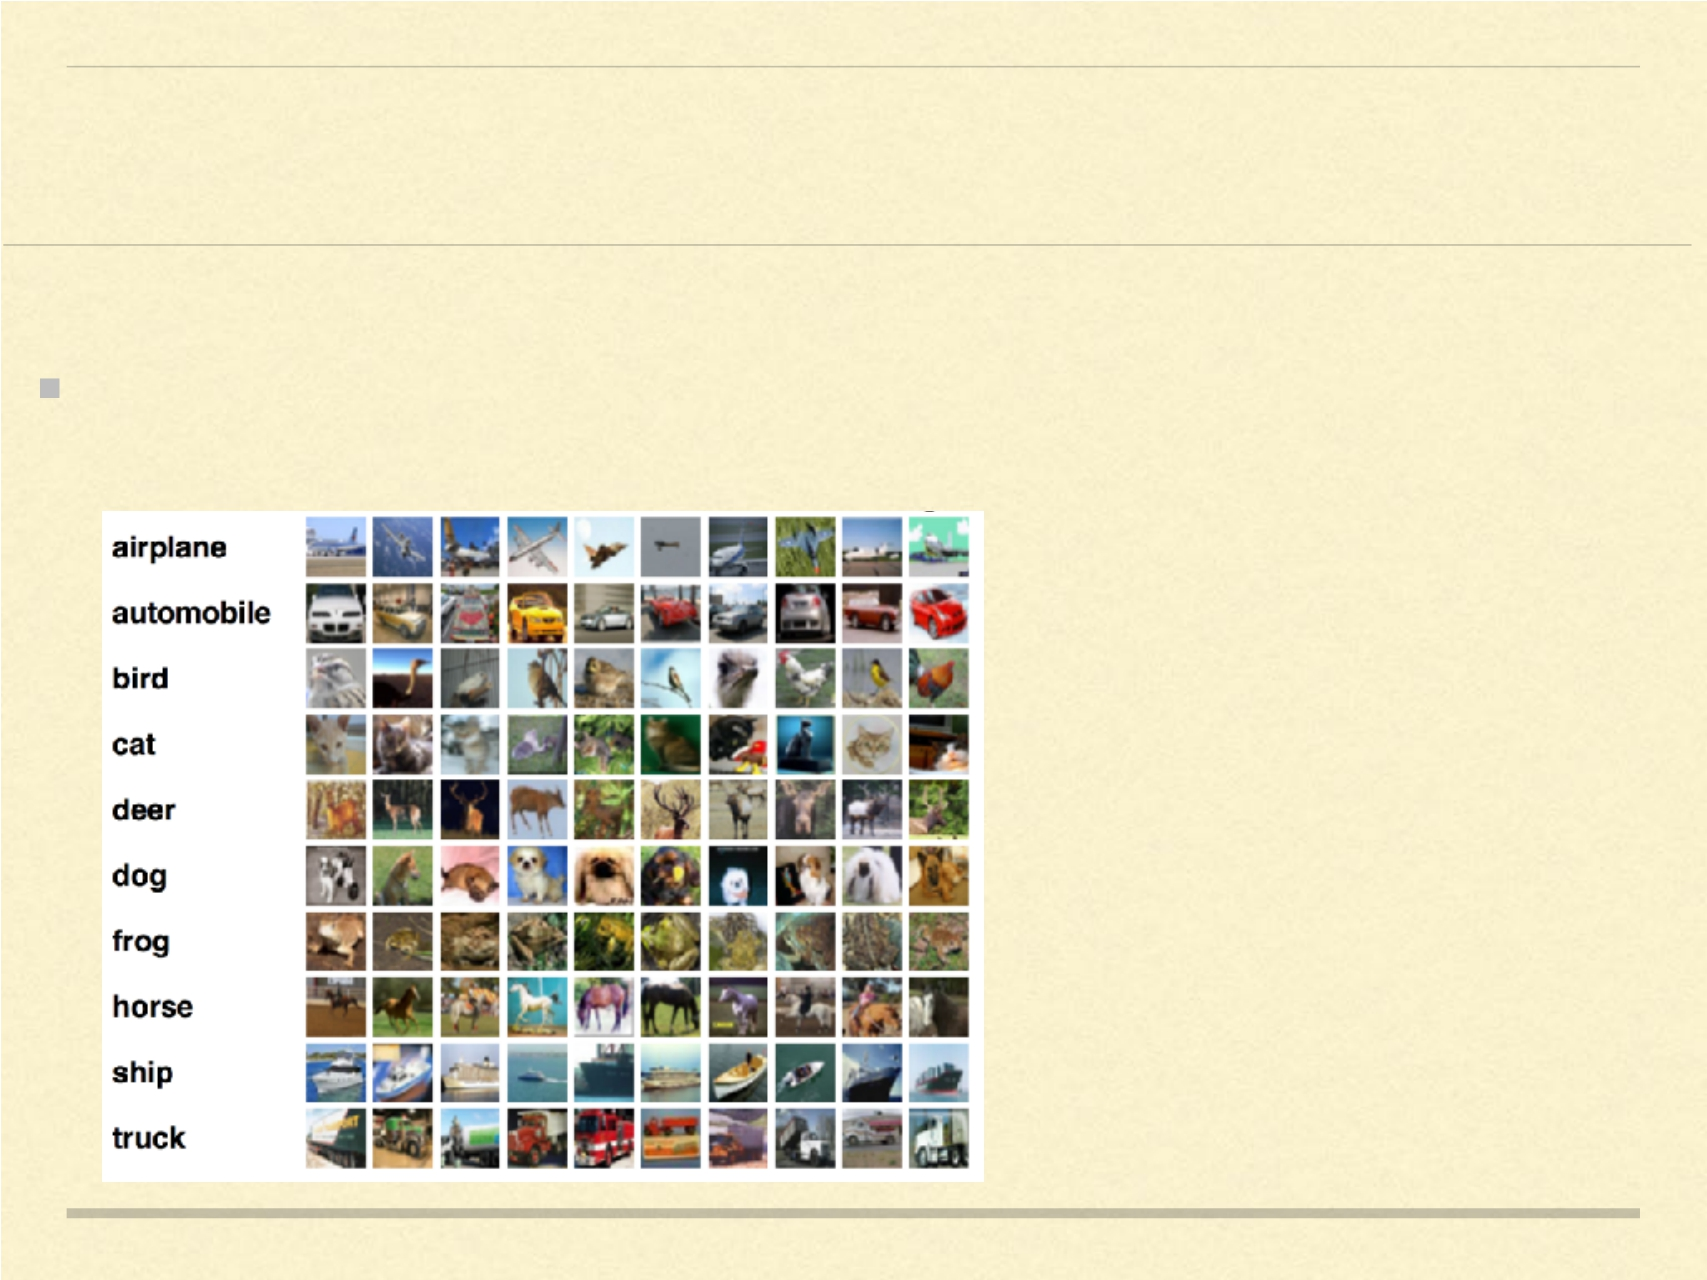 airplane
automobile
bird
cat
deer
dog
frog
horse
ship
truck